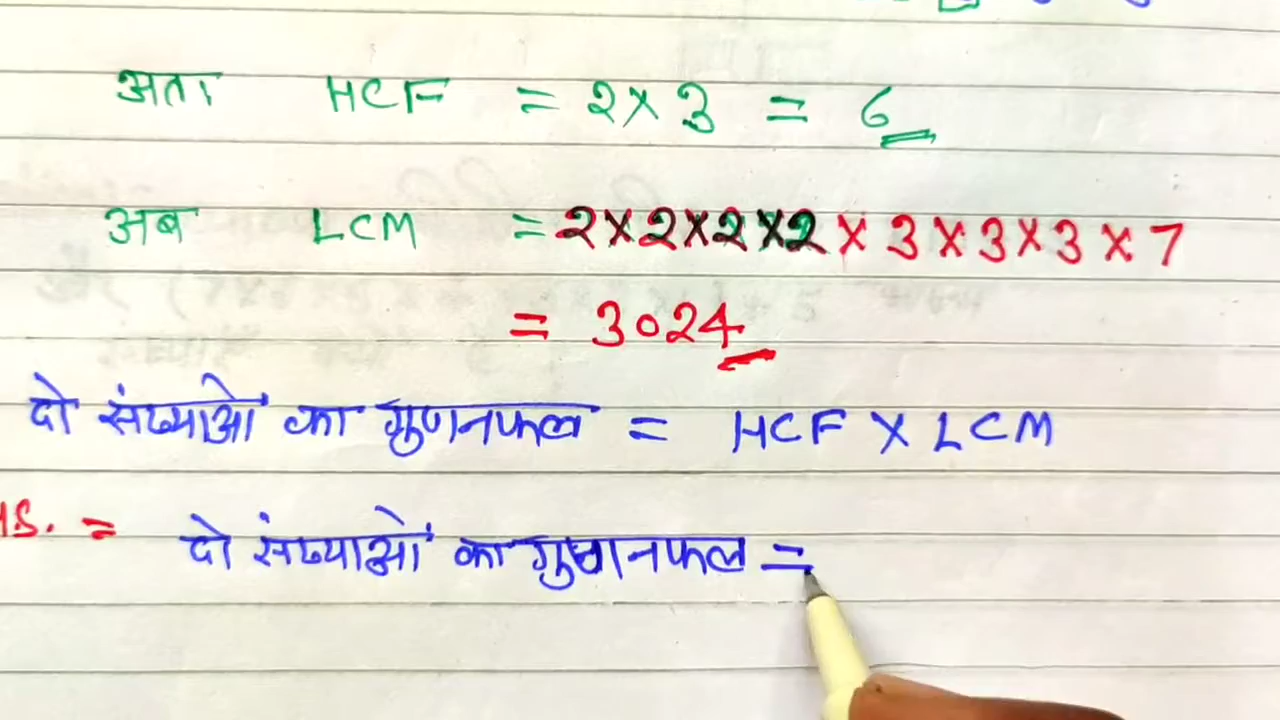 अतः HCF = 2×3 = 6
अब LCM = 2×2×2×2×3×3×3×7
= 3024
दो संख्याओं का गुणनफल = HCF × LCM
H.S. = दो संख्याओं का गुणनफल =